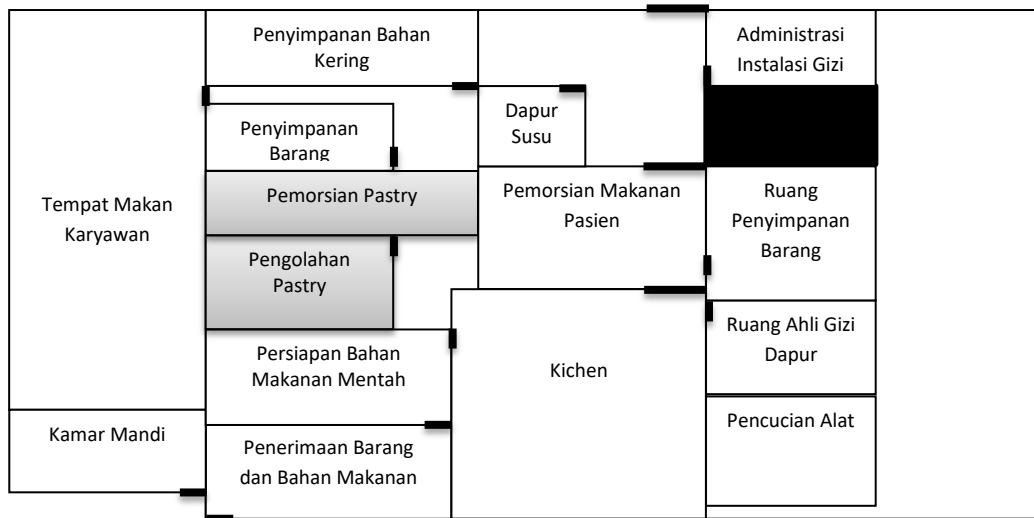 Penyimpanan Bahan
Kering
Administrasi
Instalasi Gizi
Dapur
Susu
Penyimpanan
Barang
Tempat Makan
Karyawan
Pemorsian Pastry
Pemorsian Makanan
Pasien
Ruang
Penyimpanan
Barang
Pengolahan
Pastry
Persiapan Bahan
Makanan Mentah
Kichen
Ruang Ahli Gizi
Dapur
Kamar Mandi
Penerimaan Barang
dan Bahan Makanan
Pencucian Alat